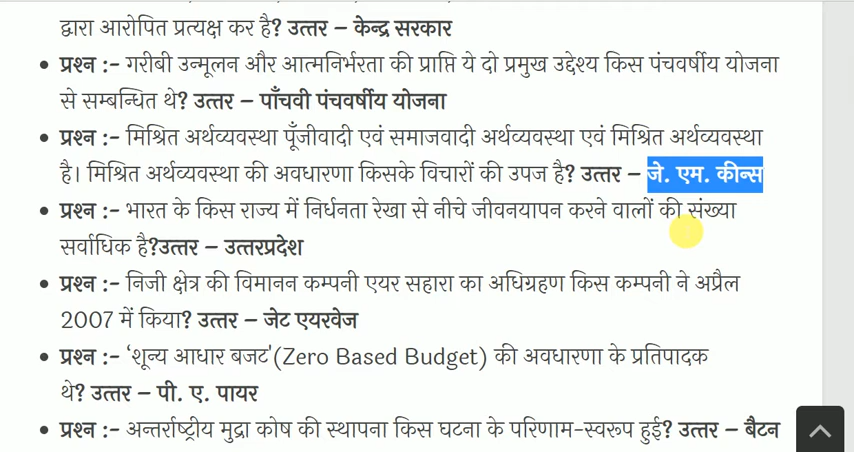 द्वारा आरोपित प्रत्यक्ष कर है? उत्तर – केन्द्र सरकार
प्रश्न :- गरीबी उन्मूलन और आत्मनिर्भरता की प्राप्ति ये दो प्रमुख उद्देश्य किस पंचवर्षीय योजना
से सम्बन्धित थे? उत्तर – पाँचवी पंचवर्षीय योजना
प्रश्न :- मिश्रित अर्थव्यवस्था पूँजीवादी एवं समाजवादी अर्थव्यवस्था एवं मिश्रित अर्थव्यवस्था
है। मिश्रित अर्थव्यवस्था की अवधारणा किसके विचारों की उपज है? उत्तर – जे. एम. कीन्स
प्रश्न :- भारत के किस राज्य में निर्धनता रेखा से नीचे जीवनयापन करने वालों की संख्या
सर्वाधिक है?उत्तर – उत्तरप्रदेश
प्रश्न :- निजी क्षेत्र की विमानन कम्पनी एयर सहारा का अधिग्रहण किस कम्पनी ने अप्रैल
2007 में किया? उत्तर – जेट एयरवेज
प्रश्न :- ‘शून्य आधार बजट'(Zero Based Budget) की अवधारणा के प्रतिपादक
थे? उत्तर – पी. ए. पायर
प्रश्न :- अन्तर्राष्ट्रीय मुद्रा कोष की स्थापना किस घटना के परिणाम-स्वरूप हुई? उत्तर – बैटन